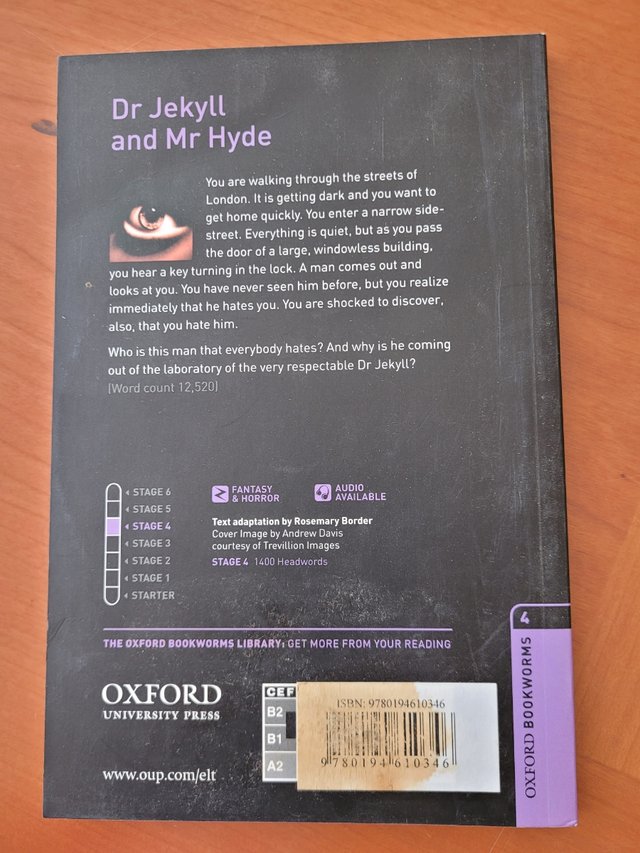 Dr Jekyll
and Mr Hyde
You are walking through the streets of
London. It is getting dark and you want to
get home quickly. You enter a narrow side-
street. Everything is quiet, but as you pass
the door of a large, windowless building,
you hear a key turning in the lock. A man comes out and
looks at you. You have never seen him before, but you realize
immediately that he hates you. You are shocked to discover,
also, that you hate him.
Who is this man that everybody hates? And why is he coming
out of the laboratory of the very respectable Dr Jekyll?
(Word count 12,520)
STAGE 6
STAGE 5
STAGE 4
STAGE 3
STAGE 2
STAGE 1
STARTER
FANTASY
& HORROR
AUDIO
AVAILABLE
Text adaptation by Rosemary Border
Cover Image by Andrew Davis
courtesy of Trevillion Images
STAGE 4 1400 Headwords
THE OXFORD BOOKWORMS LIBRARY: GET MORE FROM YOUR READING
OXFORD
UNIVERSITY PRESS
www.oup.com/elt
CEF
B2
B1
A2
ISBN: 9780194610346
9 780194 610346
4
OXFORD BOOKWORMS